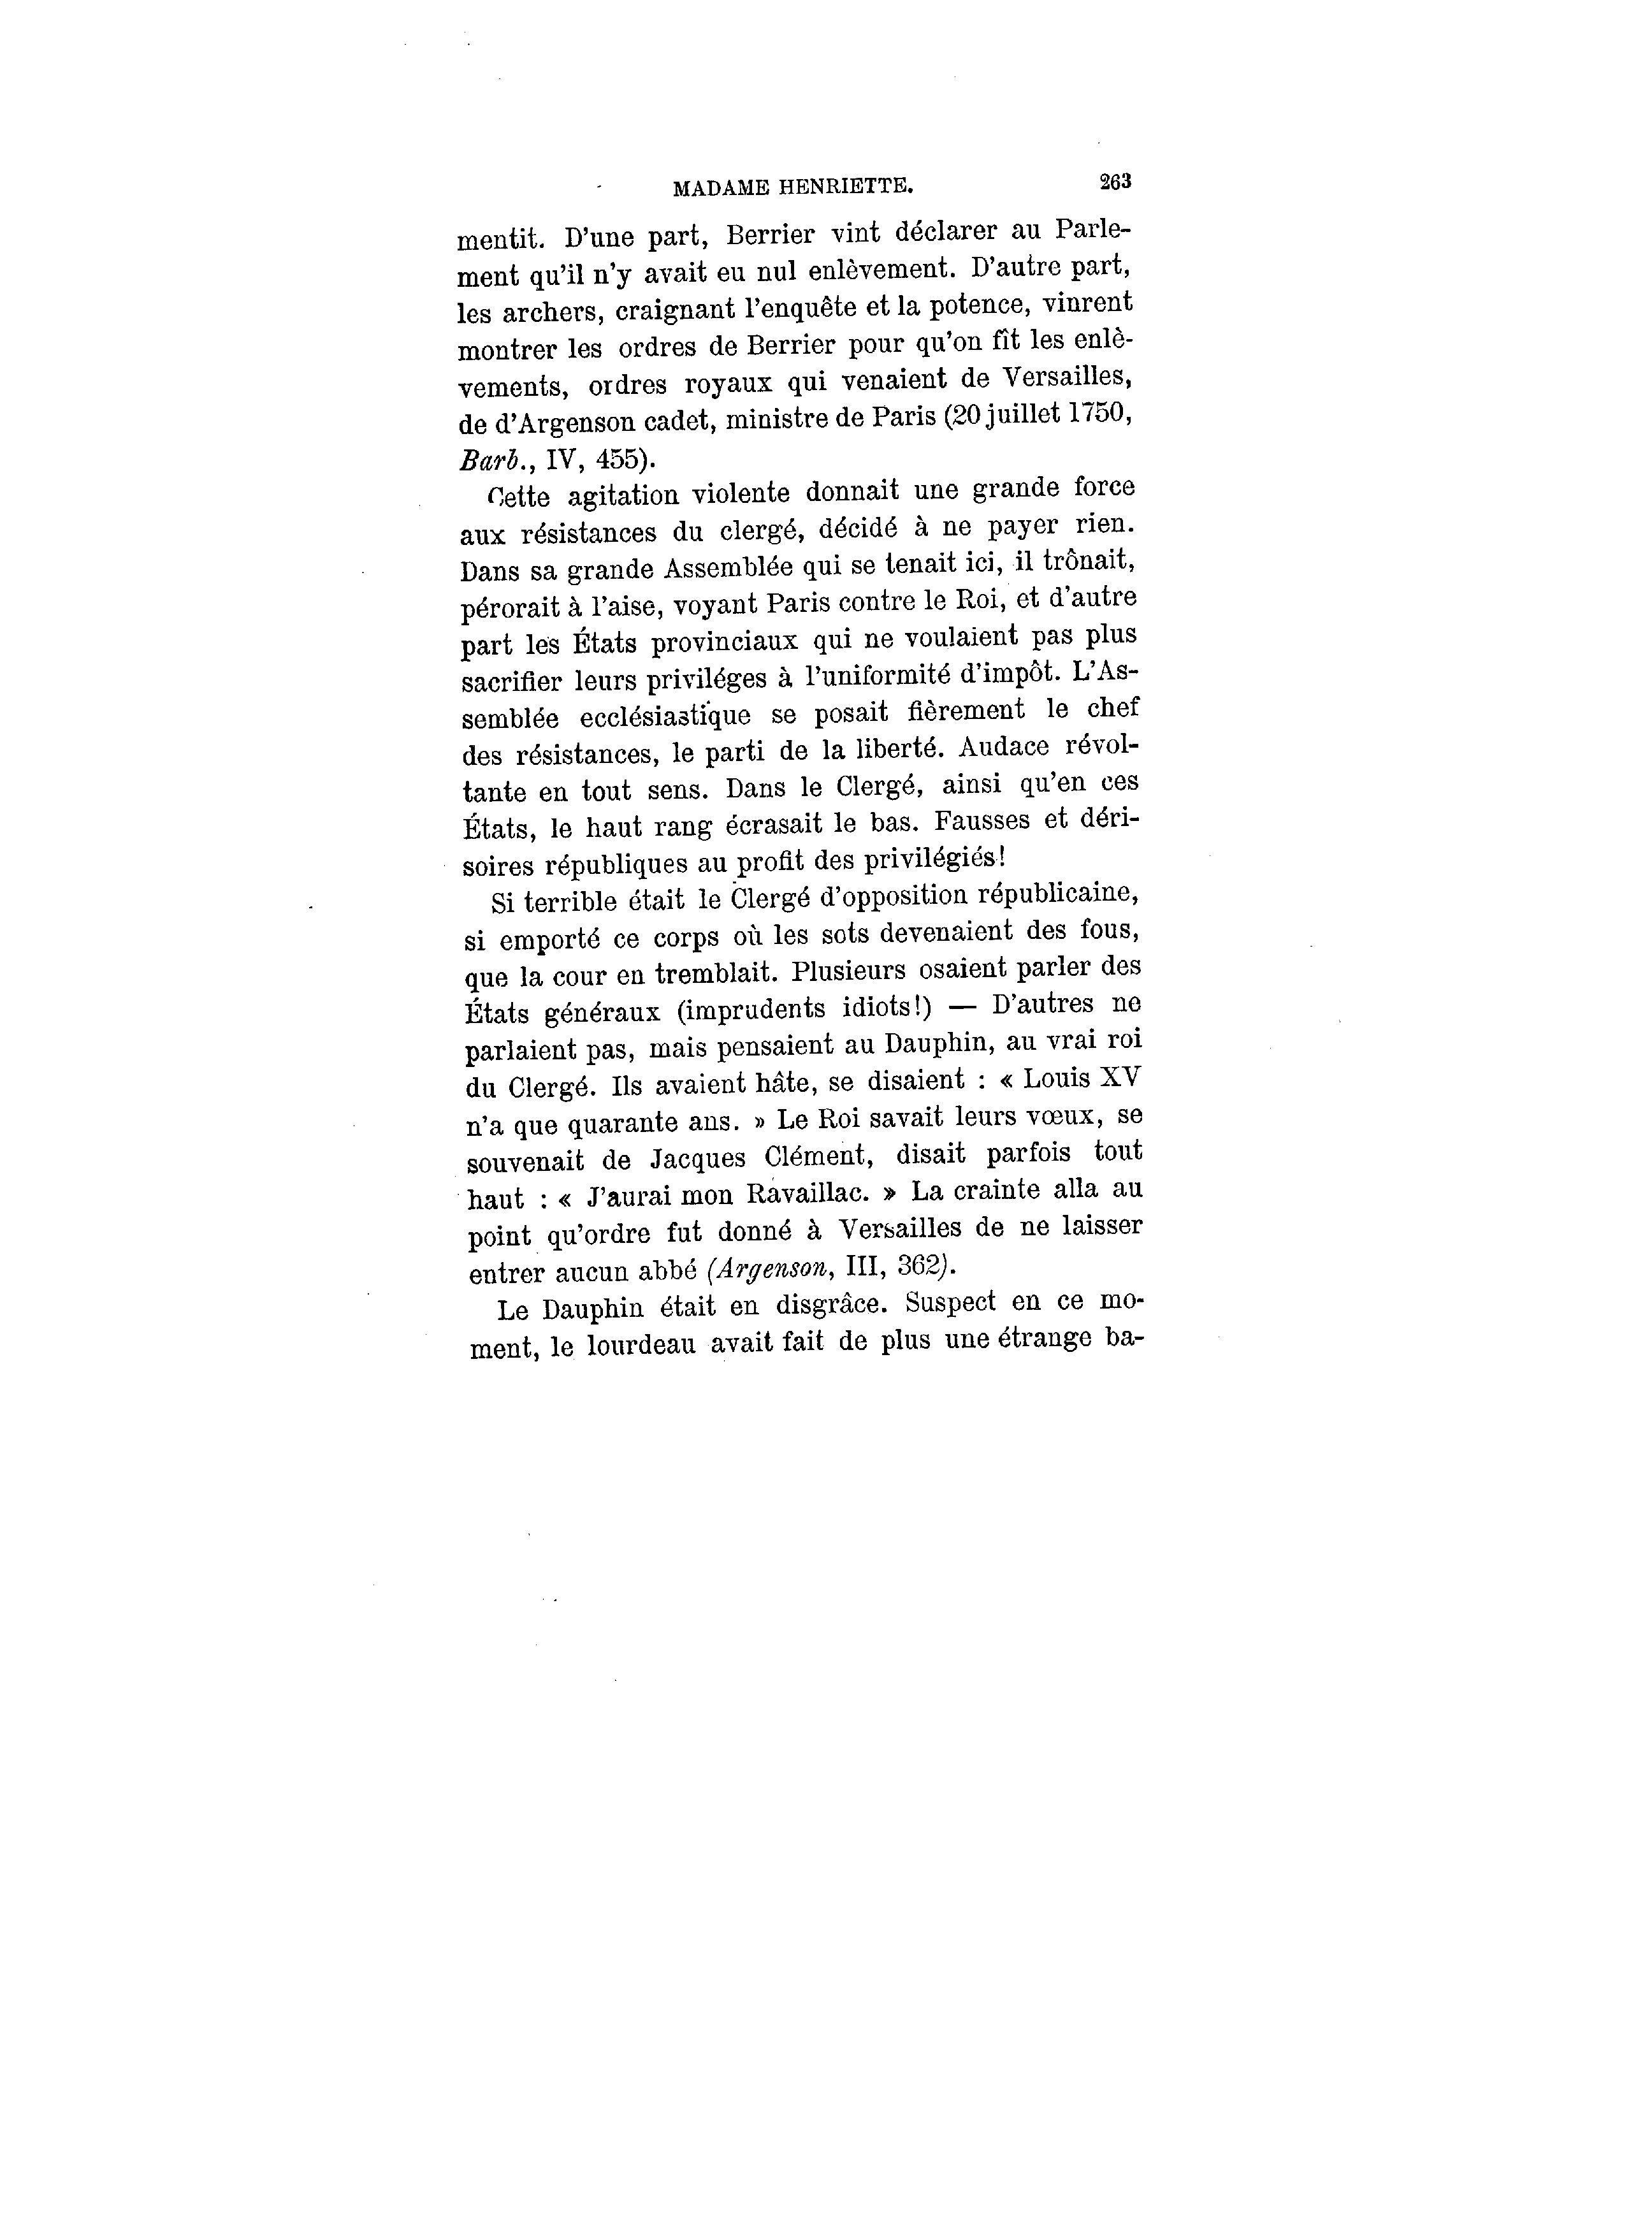 MADAME HENRIETTE. 263
mentit. D'une part, Berrier vint déclarer au Parle-
ment qu'il n'y avait eu nul enlèvement. D'autre part,
les archers, craignant l'enquête et la potence, vinrent
montrer les ordres de Berrier pour qu'on fît les enlè-
vements, ordres royaux qui venaient de Versailles,
de d'Argenson cadet, ministre de Paris (20 juillet 1750,
Barb., IV, 455).
Cette agitation violente donnait une grande force
aux résistances du clergé, décidé à ne payer rien.
Dans sa grande Assemblée qui se tenait ici, il trônait,
pérorait à l'aise, voyant Paris contre le Roi, et d'autre
part les États provinciaux qui ne voulaient pas plus
sacrifier leurs priviléges à l'uniformité d'impôt. L'As-
semblée ecclésiastique se posait fièrement le chef
des résistances, le parti de la liberté. Audace révol-
tante en tout sens. Dans le Clergé, ainsi qu'en ces
États, le haut rang écrasait le bas. Fausses et déri-
soires républiques au profit des privilégiés!
Si terrible était le Clergé d'opposition républicaine,
si emporté ce corps où les sots devenaient des fous,
que la cour en tremblait. Plusieurs osaient parler des
États généraux (imprudents idiots!) — D'autres ne
parlaient pas, mais pensaient au Dauphin, au vrai roi
du Clergé. Ils avaient hâte, se disaient : « Louis XV
n'a que quarante ans. » Le Roi savait leurs vœux, se
souvenait de Jacques Clément, disait parfois tout
haut : « J'aurai mon Ravaillac. » La crainte alla au
point qu'ordre fut donné à Versailles de ne laisser
entrer aucun abbé (Argenson, III, 362).
Le Dauphin était en disgrâce. Suspect en ce mo-
ment, le lourdeau avait fait de plus une étrange ba-